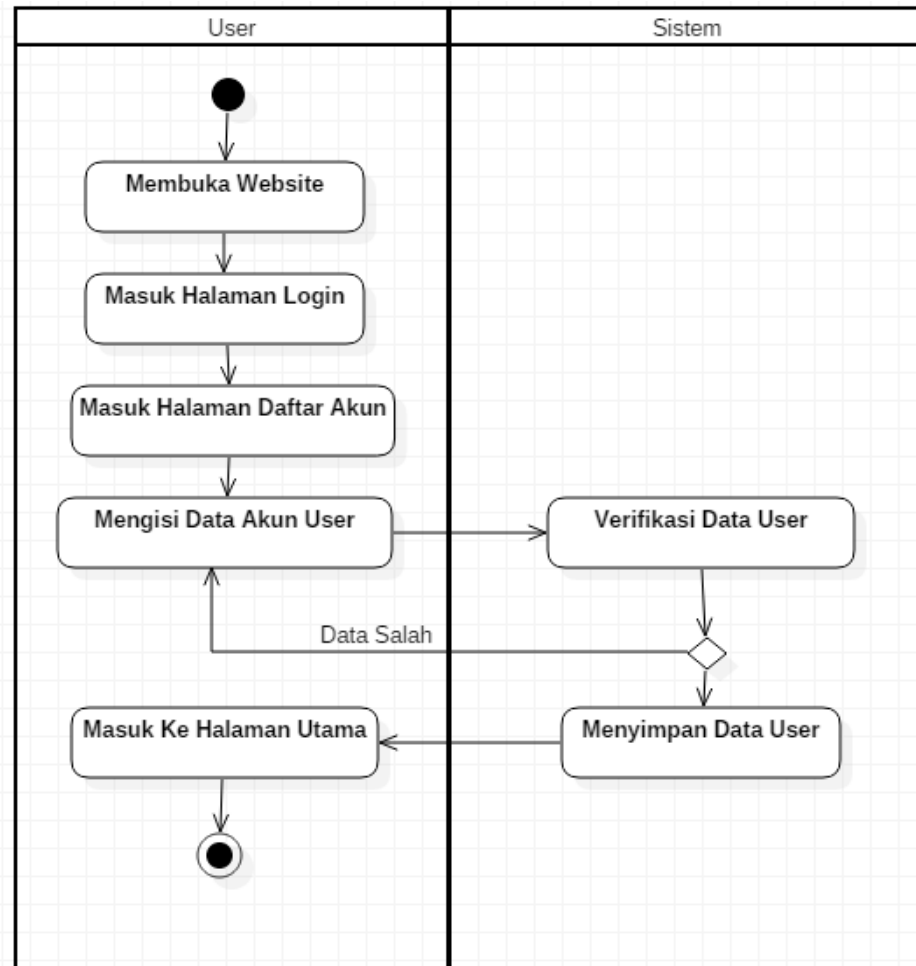 User
Sistem
Membuka Website
Masuk Halaman Login
Masuk Halaman Daftar Akun
Mengisi Data Akun User
Verifikasi Data User
Data Salah
Masuk Ke Halaman Utama
Menyimpan Data User